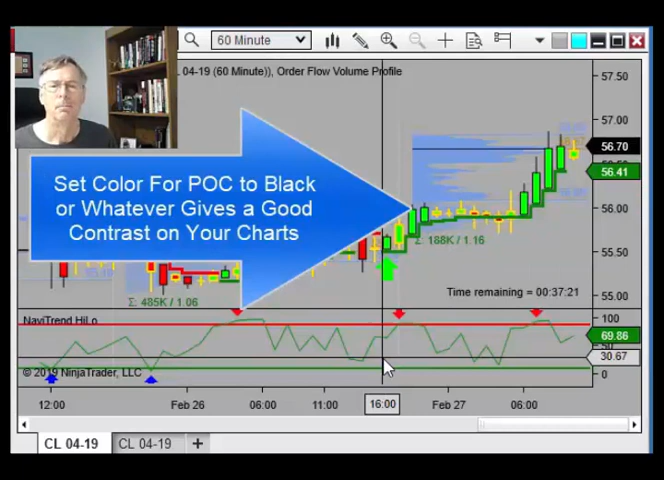 60 Minute
04-19 (60 Minute)), Order Flow Volume Profile
57.50
57.00
56.70
56.41
56.00
55.50
55.00
Set Color For POC to Black
or Whatever Gives a Good
Contrast on Your Charts
Σ: 188K / 1.16
Σ: 485K / 1.06
Time remaining = 00:37:21
NaviTrend HiLo
100
69.86
50
30.67
0
© 2019 NinjaTrader, LLC
12:00 Feb 26 06:00 11:00 16:00 Feb 27 06:00
CL 04-19 CL 04-19 +